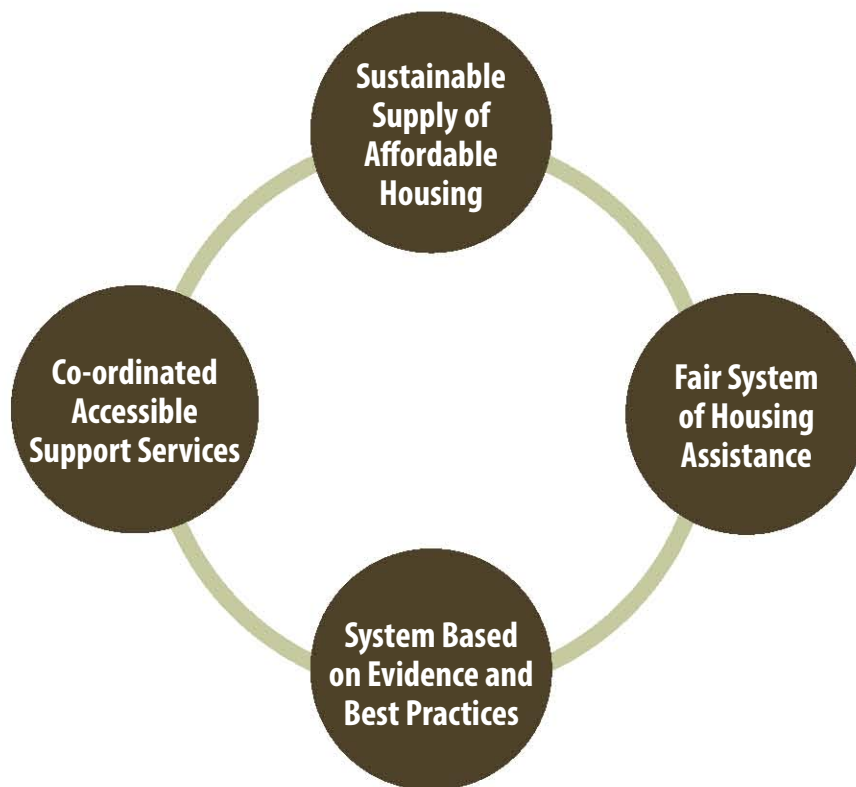 Sustainable
Supply of
Affordable
Housing
Co-ordinated
Accessible
Support Services
Fair System
of Housing
Assistance
System Based
on Evidence and
Best Practices